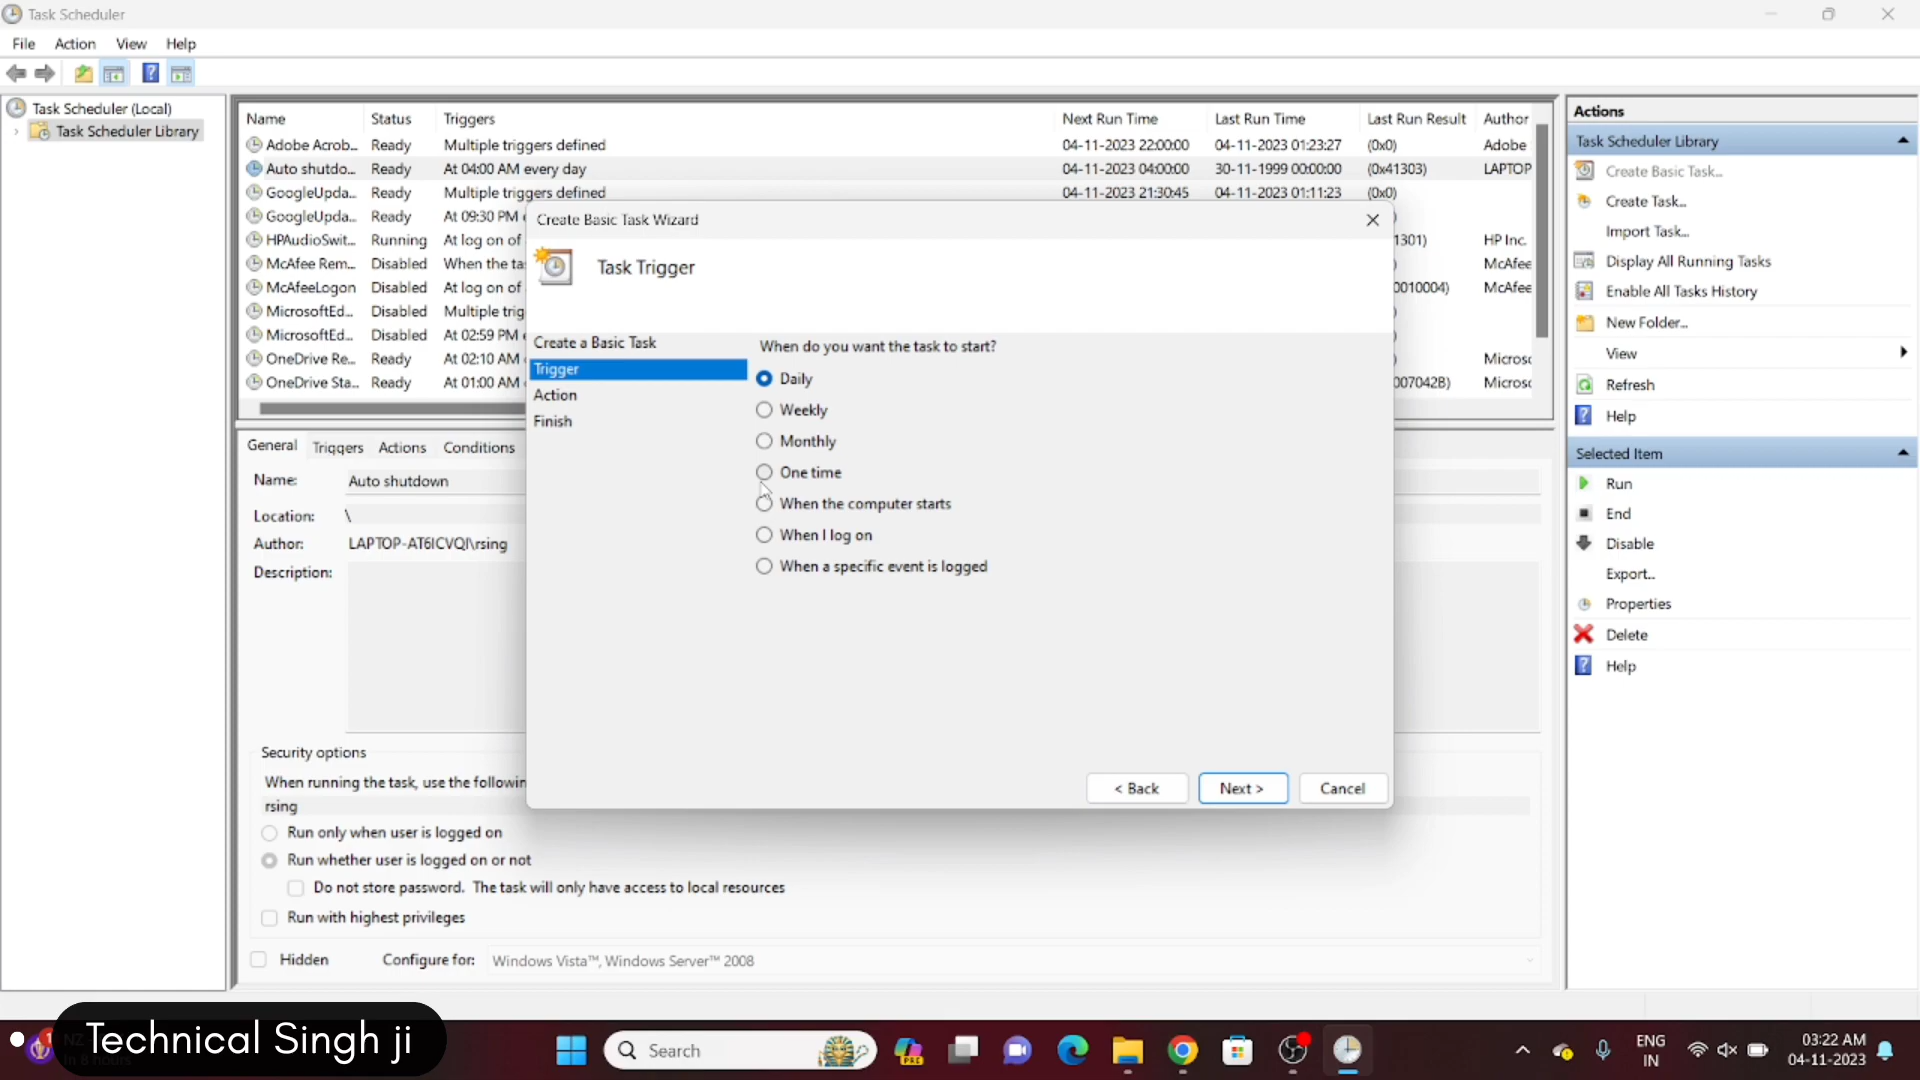 Task Scheduler
File Action View Help
Task Scheduler (Local)
Task Scheduler Library
Name Status Triggers Next Run Time Last Run Time Last Run Result Author
Adobe Acrob... Ready Multiple triggers defined 04-11-2023 22:00:00 04-11-2023 01:23:27 (0x0) Adobe
Auto shutdo... Ready At 04:00 AM every day 04-11-2023 04:00:00 30-11-1999 00:00:00 (0x41303) LAPTOP
GoogleUpda... Ready Multiple triggers defined 04-11-2023 21:30:45 04-11-2023 01:11:23 (0x0)
GoogleUpda... Ready At 09:30 PM
HPAudioSwit... Running At log on of 1301) HP Inc.
McAfee Rem... Disabled When the ta McAfee
McAfeeLogon Disabled At log on of 0010004) McAfee
MicrosoftEd... Disabled Multiple trig
MicrosoftEd... Disabled At 02:59 PM
OneDrive Re... Ready At 02:10 AM Microso
OneDrive Sta... Ready At 01:00 AM 007042B) Microso
General Triggers Actions Conditions
Name: Auto shutdown
Location: \
Author: LAPTOP-AT6ICVQI\rsing
Description:
Security options
When running the task, use the followin
rsing
Run only when user is logged on
Run whether user is logged on or not
Do not store password. The task will only have access to local resources
Run with highest privileges
Hidden Configure for: Windows Vista™, Windows Server™ 2008
Create Basic Task Wizard
Task Trigger
Create a Basic Task
Trigger
Action
Finish
When do you want the task to start?
Daily
Weekly
Monthly
One time
When the computer starts
When I log on
When a specific event is logged
< Back Next > Cancel
Actions
Task Scheduler Library
Create Basic Task...
Create Task...
Import Task...
Display All Running Tasks
Enable All Tasks History
New Folder...
View
Refresh
Help
Selected Item
Run
End
Disable
Export...
Properties
Delete
Help
Technical Singh ji
Search
PRE
ENG
IN
03:22 AM
04-11-2023